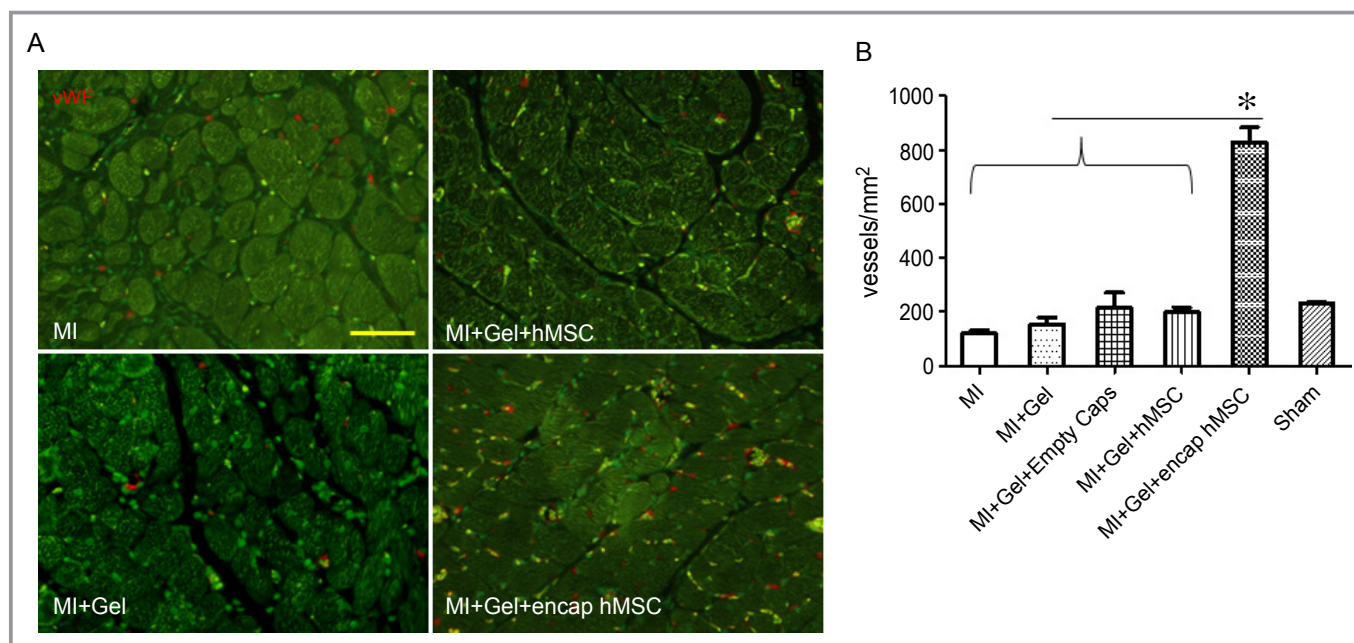 A
vWF
B
MI
MI+Gel+hMSC
MI+Gel
MI+Gel+encap hMSC
B
vessels/mm²
1000
800
600
400
200
0
*
MI
MI+Gel
MI+Gel+Empty Caps
MI+Gel+hMSC
MI+Gel+encap hMSC
Sham